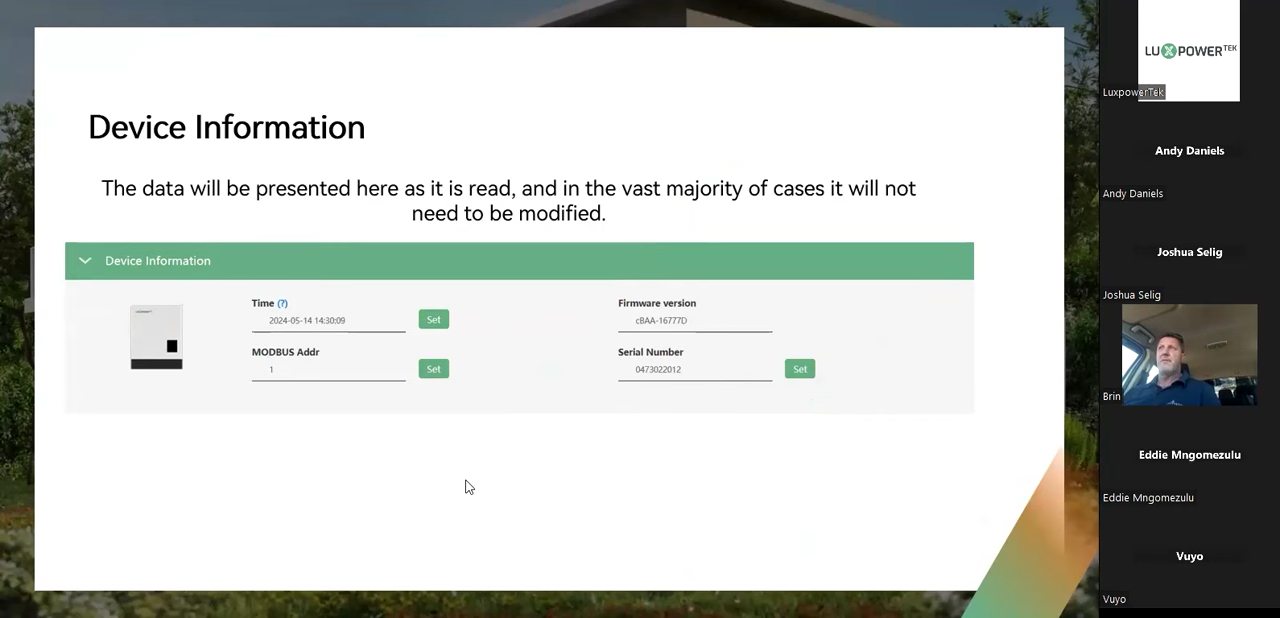 Device Information
The data will be presented here as it is read, and in the vast majority of cases it will not
need to be modified.
Device Information
Time (?)
2024-05-14 14:30:09
Set
Firmware version
cBAA-16777D
MODBUS Addr
1
Set
Serial Number
0473022012
Set
LUXPOWERTEK
LuxpowerTek
Andy Daniels
Andy Daniels
Joshua Selig
Joshua Selig
Brin
Eddie Mngomezulu
Eddie Mngomezulu
Vuyo
Vuyo